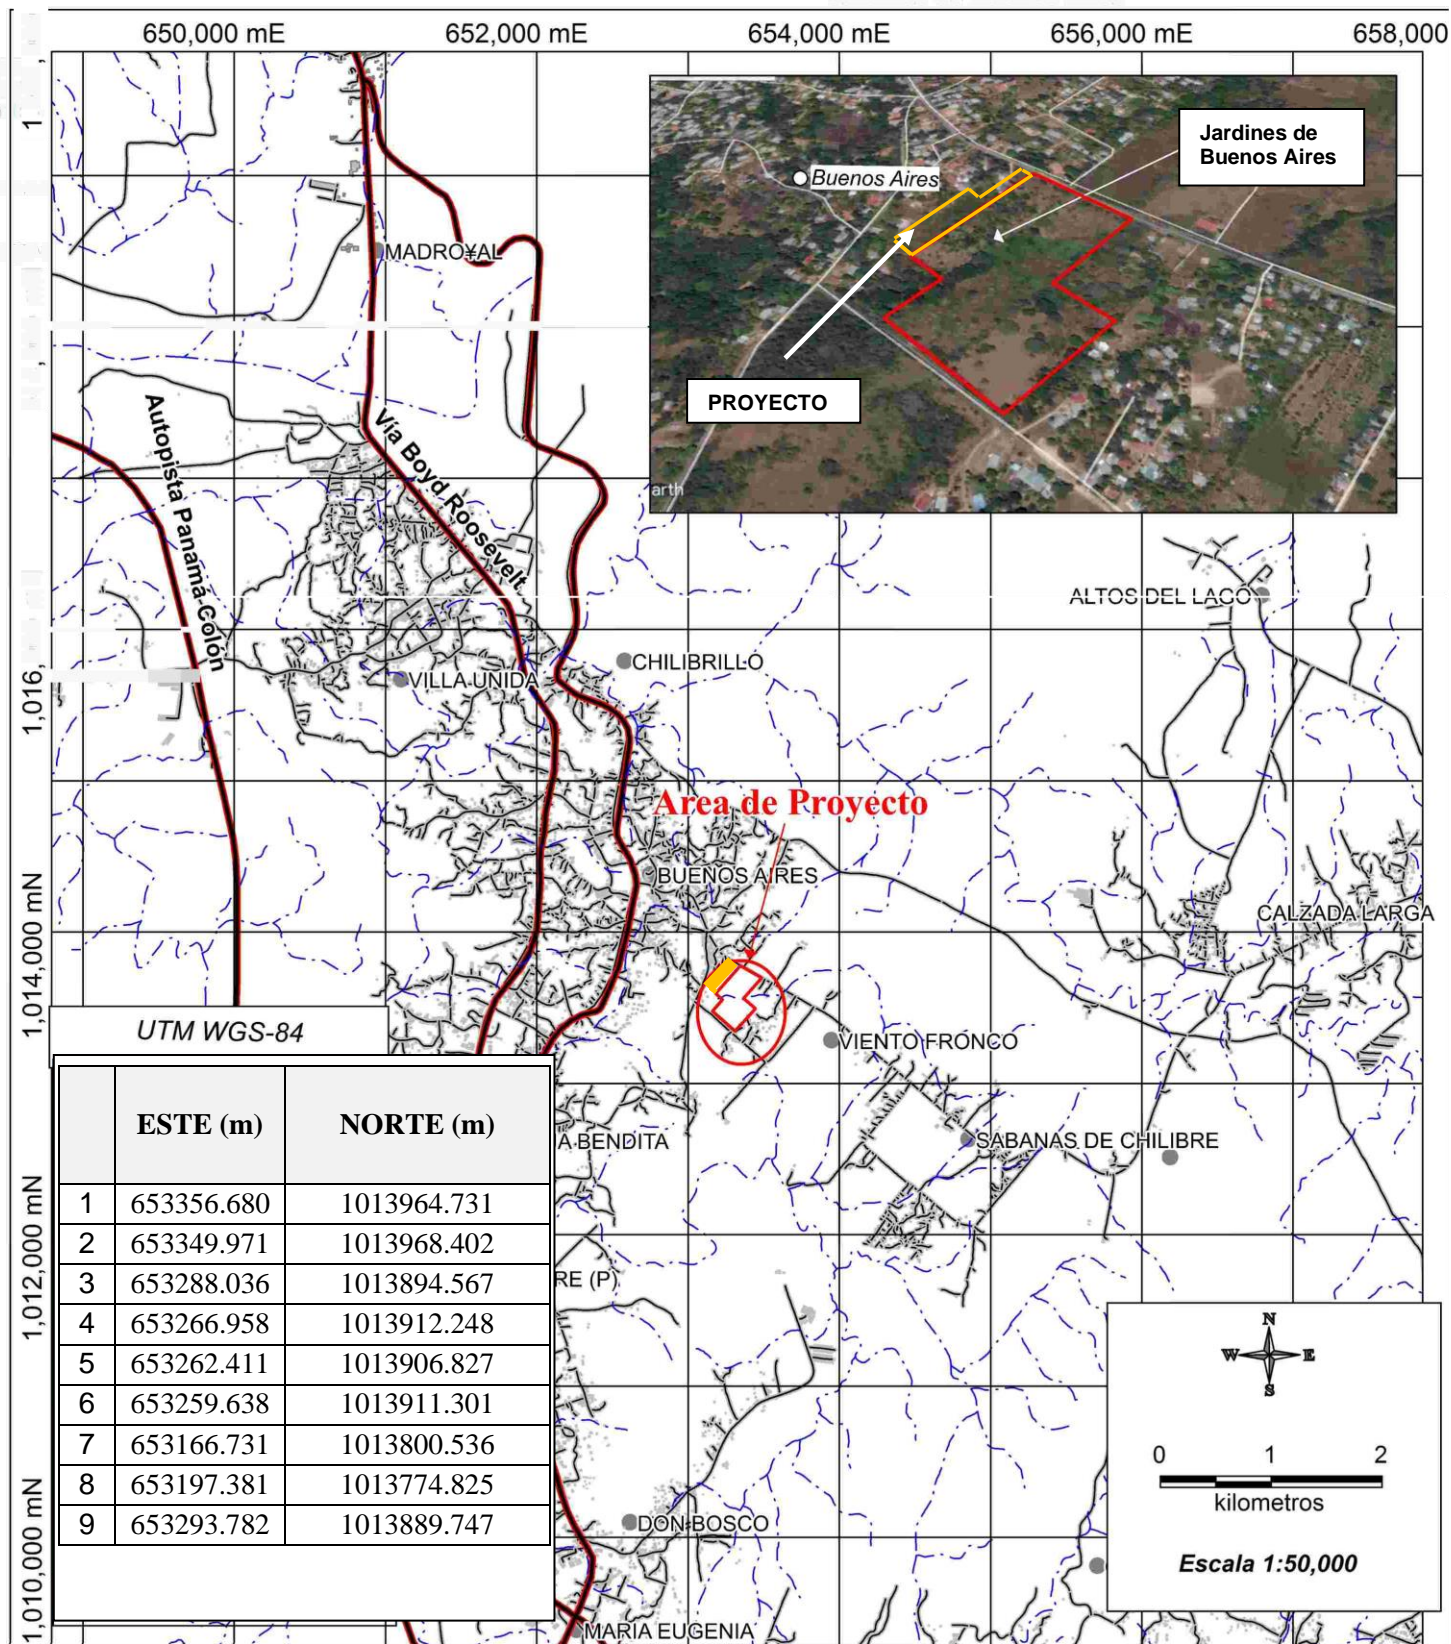 650,000 mE 652,000 mE 654,000 mE 656,000 mE 658,000
Jardines de
Buenos Aires
Buenos Aires
PROYECTO
arth
MADRO¥AL
Autopista Panamá-Colón
Vía Boyd Roosevelt
ALTOS DEL LAGO
CHILIBRILLO
VILLA UNIDA
1,016,
Area de Proyecto
BUENOS AIRES
CALZADA LARGA
1,014,000 mN
VIENTO FRONCO
UTM WGS-84
ESTE (m) NORTE (m)
1 653356.680 1013964.731
2 653349.971 1013968.402
3 653288.036 1013894.567
4 653266.958 1013912.248
5 653262.411 1013906.827
6 653259.638 1013911.301
7 653166.731 1013800.536
8 653197.381 1013774.825
9 653293.782 1013889.747
A BENDITA
SABANAS DE CHILIBRE
1,012,000 mN
RE (P)
N
W E
S
0 1 2
kilometros
Escala 1:50,000
DON BOSCO
1,010,000 mN
MARIA EUGENIA